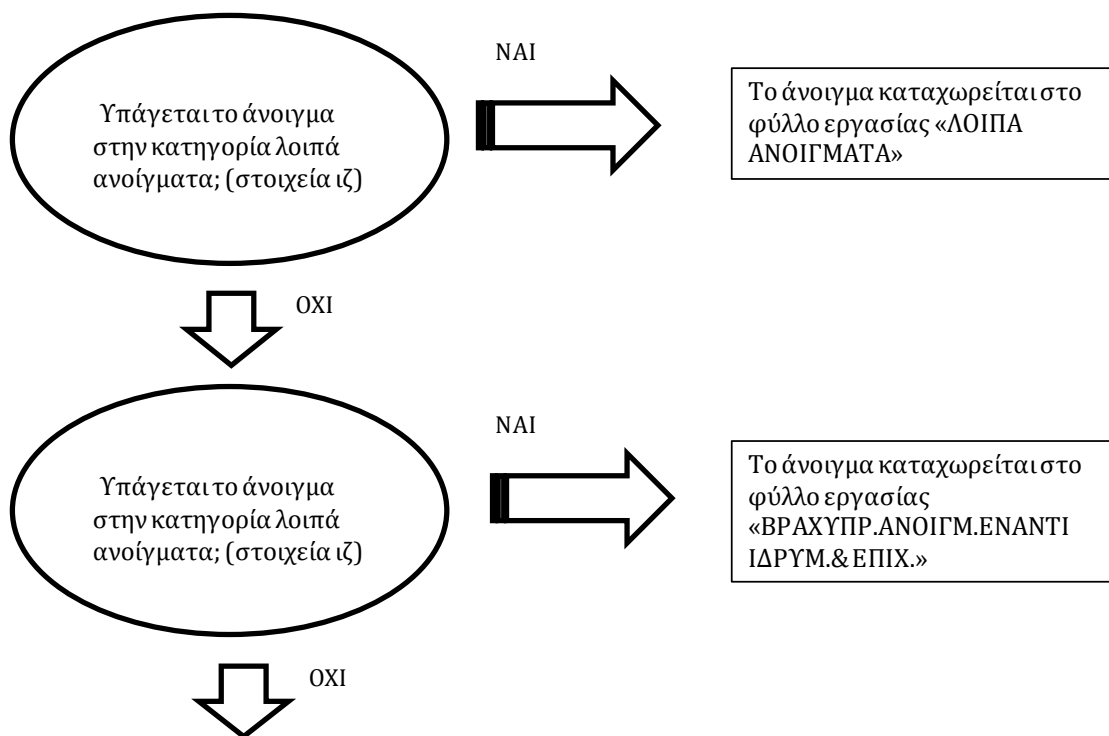 ΝΑΙ
Υπάγεται το άνοιγμα
στην κατηγορία λοιπά
ανοίγματα; (στοιχεία ιζ)
Το άνοιγμα καταχωρείται στο
φύλλο εργασίας «ΛΟΙΠΑ
ΑΝΟΙΓΜΑΤΑ»
ΟΧΙ
ΝΑΙ
Υπάγεται το άνοιγμα
στην κατηγορία λοιπά
ανοίγματα; (στοιχεία ιζ)
Το άνοιγμα καταχωρείται στο
φύλλο εργασίας
«ΒΡΑΧΥΠΡ.ΑΝΟΙΓΜ.ΕΝΑΝΤΙ
ΙΔΡΥΜ.& ΕΠΙΧ.»
ΟΧΙ